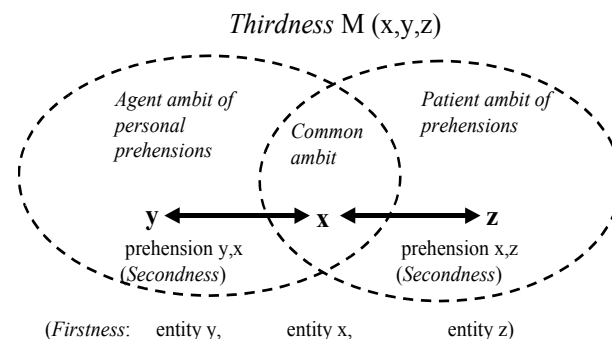 Thirdness M (x,y,z)
Agent ambit of
personal
prehensions
Common
ambit
Patient ambit of
prehensions
y
x
z
prehension y,x
(Secondness)
prehension x,z
(Secondness)
(Firstness: entity y, entity x, entity z)